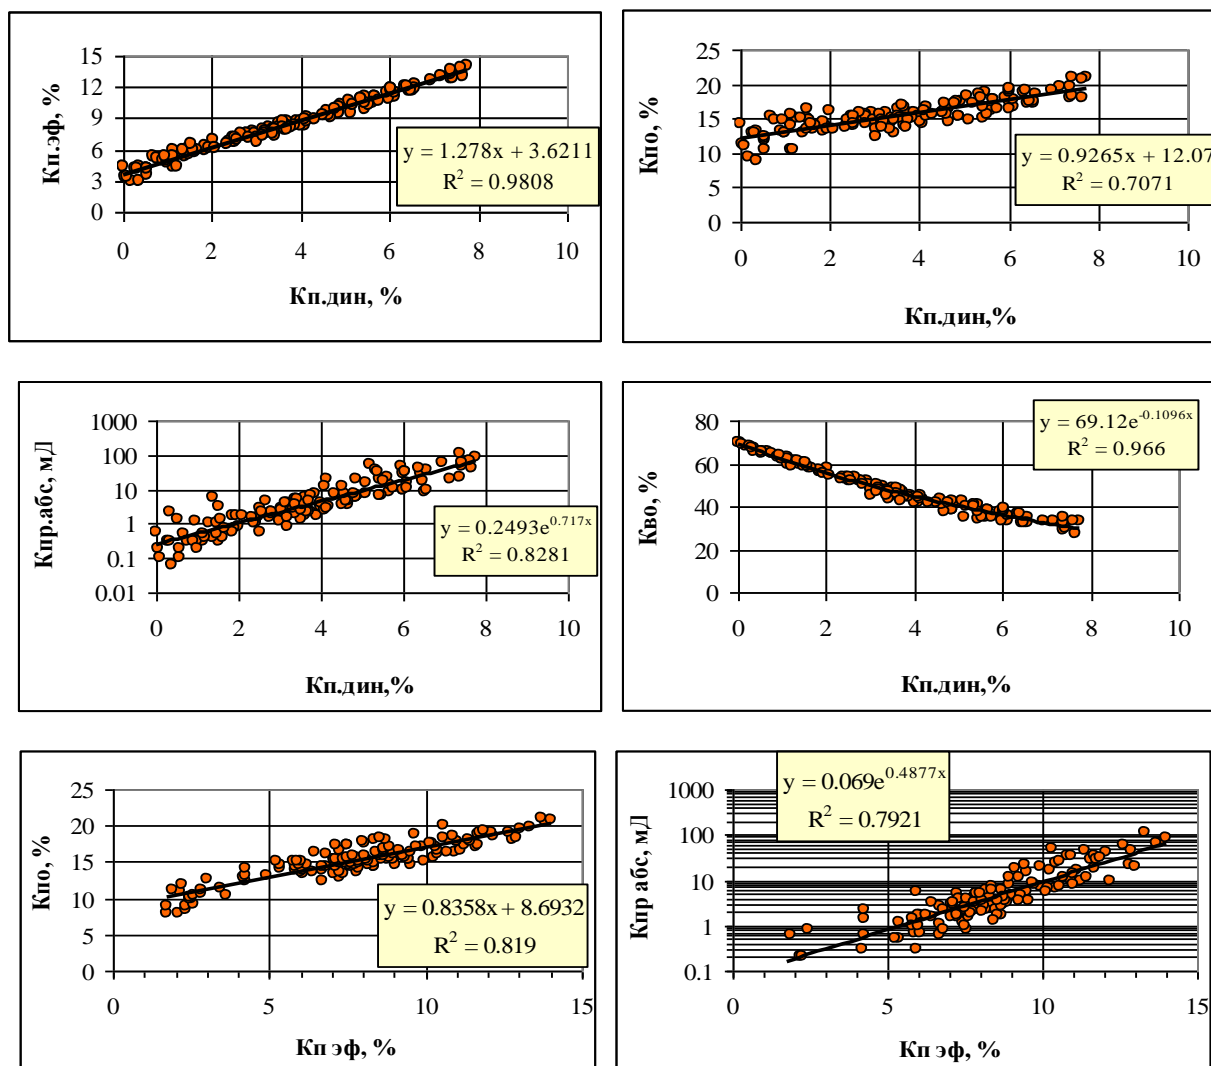 15
12
9
6
3
0
Кп.эф, %
y = 1.278x + 3.6211
R² = 0.9808
0 2 4 6 8 10
Кп.дин, %
25
20
15
10
5
0
Кпо, %
y = 0.9265x + 12.07
R² = 0.7071
0 2 4 6 8 10
Кп.дин,%
1000
100
10
1
0.1
0.01
Кпр.абс, мД
y = 0.2493e^0.717x
R² = 0.8281
0 2 4 6 8 10
Кп.дин,%
80
60
40
20
0
Кво, %
y = 69.12e^-0.1096x
R² = 0.966
0 2 4 6 8 10
Кп.дин,%
25
20
15
10
5
0
Кпо, %
y = 0.8358x + 8.6932
R² = 0.819
0 5 10 15
Кп эф, %
1000
100
10
1
0.1
Кпр абс, мД
y = 0.069e^0.4877x
R² = 0.7921
0 5 10 15
Кп эф, %